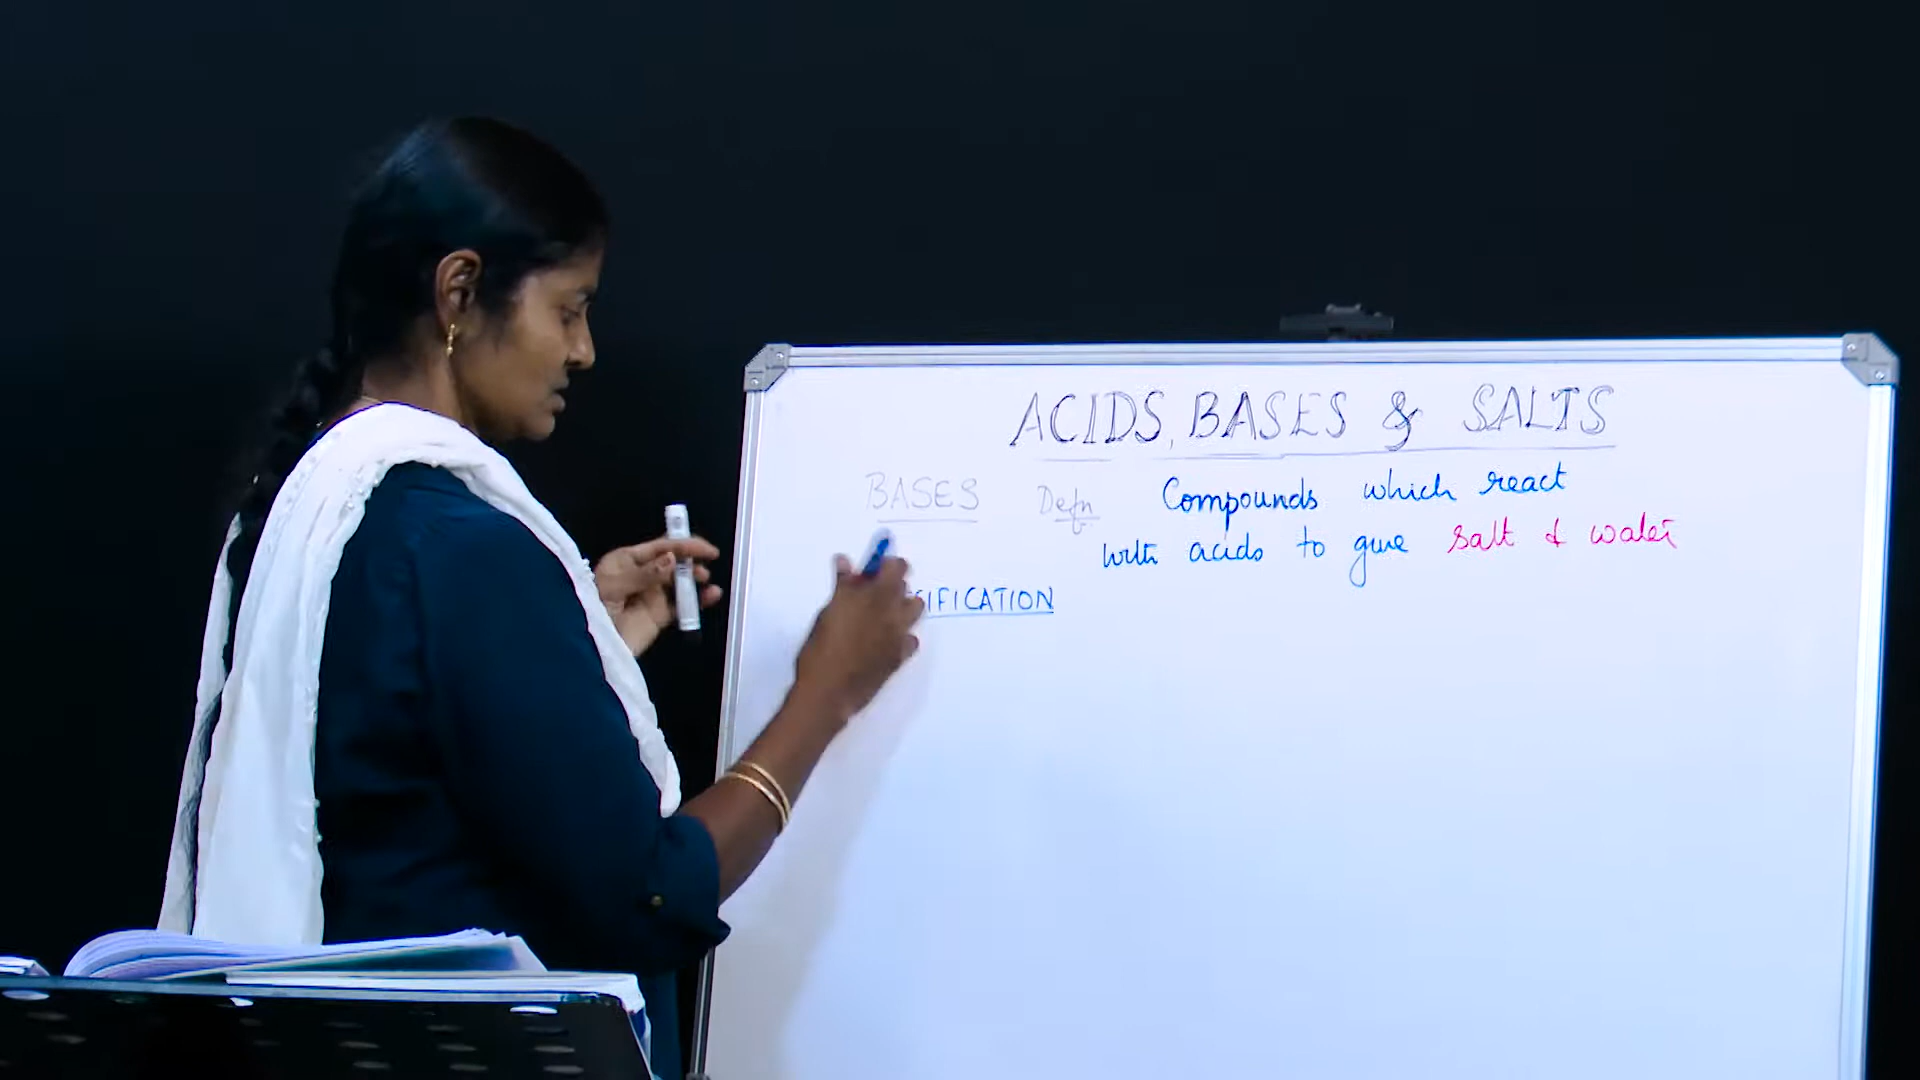 ACIDS, BASES & SALTS
BASES Defn Compounds which react
with acids to give salt & water
SIFICATION